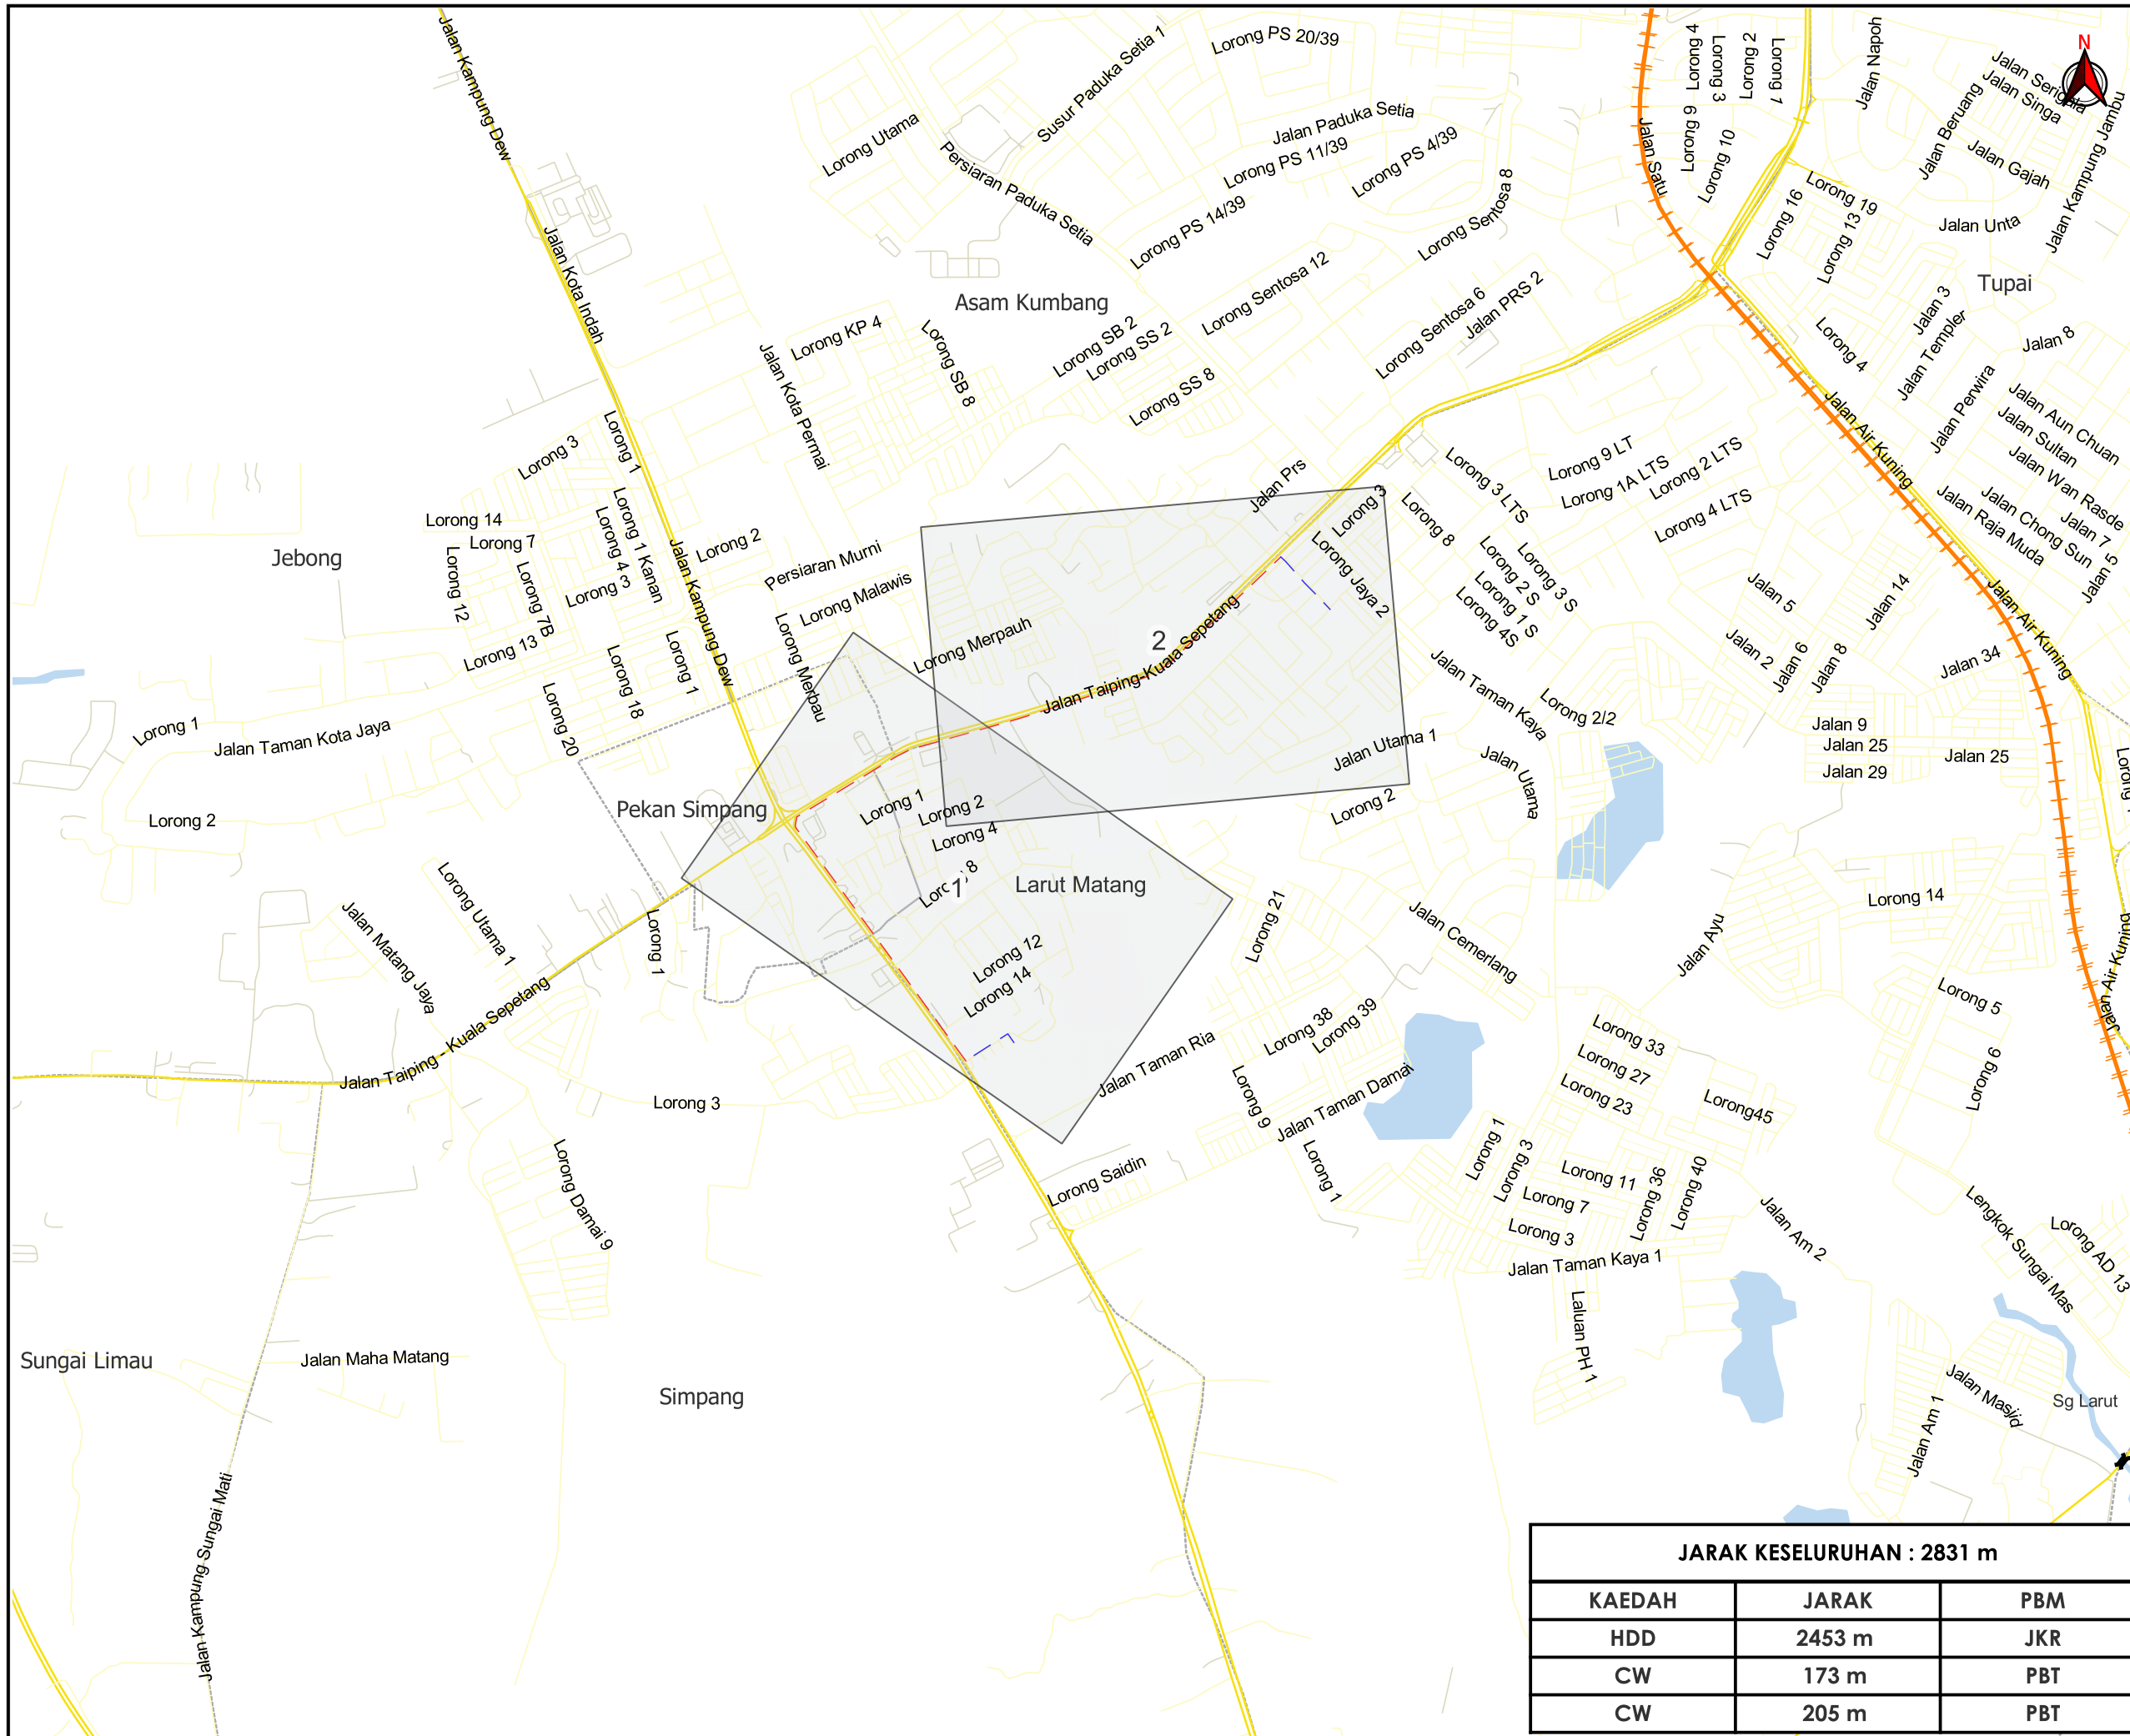 Jalan Kampung Dew
Lorong PS 20/39
Susur Paduka Setia 1
Lorong 4
Lorong 3
Lorong 2
Lorong 1
Jalan Napoh
N
Jalan Serigala
Jalan Singa
Jalan Beruang
Jalan Gajah
Jalan Kampung Jambu
Lorong Utama
Persiaran Paduka Setia
Jalan Paduka Setia
Lorong PS 11/39
Lorong PS 4/39
Lorong PS 14/39
Lorong Sentosa 8
Jalan Satu
Lorong 9
Lorong 10
Lorong 16
Lorong 19
Lorong 13
Jalan Unta
Tupai
Jalan Kota Indah
Asam Kumbang
Lorong Sentosa 12
Lorong Sentosa 6
Jalan PRS 2
Lorong 4
Jalan 3
Jalan Templer
Jalan 8
Lorong KP 4
Jalan Kota Permai
Lorong SB 8
Lorong SB 2
Lorong SS 2
Lorong SS 8
Jalan Air Kuning
Jalan Perwira
Jalan Aun Chuan
Jalan Sultan
Jalan Wan Rasde
Jalan 7
Jalan Chong Sun
Jalan Raja Muda
Jalan 5
Lorong 3
Lorong 1
Lorong 14
Lorong 7
Lorong 4
Lorong 1 Kanan
Lorong 12
Lorong 7B
Lorong 3
Lorong 13
Jebong
Jalan Kampung Dew
Lorong 2
Persiaran Murni
Lorong Malawis
Lorong Merbau
Lorong Merpauh
Jalan Prs
Lorong 3
Lorong 8
Lorong Jaya 2
Lorong 3 LTS
Lorong 9 LT
Lorong 1A LTS
Lorong 2 LTS
Lorong 4 LTS
Lorong 3 S
Lorong 2 S
Lorong 1 S
Lorong 4S
Jalan 5
Jalan 14
Jalan 2
Jalan 6
Jalan 8
Jalan Air Kuning
Jalan 34
2
Jalan Taiping-Kuala Sepetang
Lorong 18
Lorong 1
Lorong 20
Lorong 1
Jalan Taman Kota Jaya
Lorong 2
Pekan Simpang
Lorong 1
Lorong 2
Lorong 4
1
Larut Matang
Jalan Utama 1
Lorong 2
Jalan Taman Kaya
Lorong 2/2
Jalan Utama
Jalan 9
Jalan 25
Jalan 25
Jalan 29
Lorong 14
Lorong Utama 1
Jalan Matang Jaya
Lorong 1
Jalan Taiping - Kuala Sepetang
Lorong 12
Lorong 14
Lorong 21
Jalan Cemerlang
Jalan Ayu
Lorong 5
Lorong 6
Jalan Air Kuning
Lorong 38
Lorong 39
Jalan Taman Ria
Lorong 9
Jalan Taman Damai
Lorong 1
Lorong 33
Lorong 27
Lorong 23
Lorong45
Lorong 3
Lorong Damai 9
Lorong Saidin
Lorong 1
Lorong 3
Lorong 11
Lorong 7
Lorong 3
Lorong 36
Lorong 40
Jalan Am 2
Jalan Taman Kaya 1
Laluan PH 1
Lengkok Sungai Mas
Lorong AD 13
Sungai Limau
Jalan Maha Matang
Simpang
Jalan Masjid
Sg Larut
Jalan Am 1
Jalan Kampung Sungai Mati
JARAK KESELURUHAN : 2831 m
KAEDAH JARAK PBM
HDD 2453 m JKR
CW 173 m PBT
CW 205 m PBT